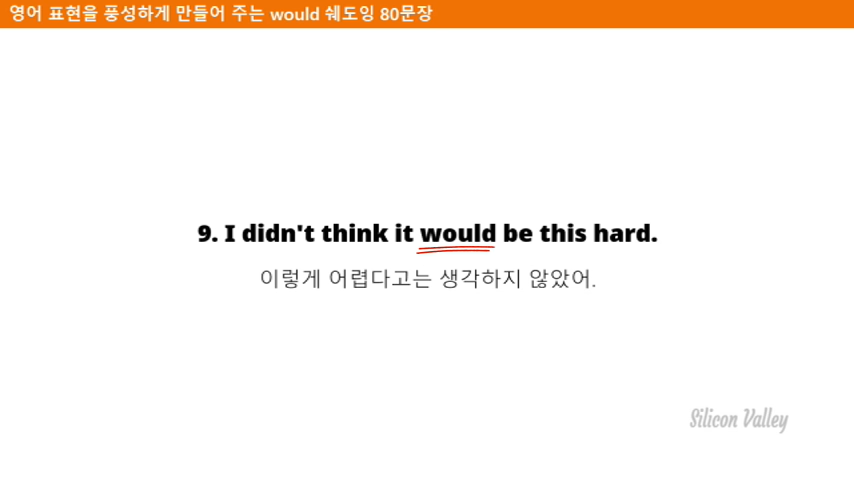 영어 표현을 풍성하게 만들어 주는 would 쉐도잉 80문장
9. I didn't think it would be this hard.
이렇게 어렵다고는 생각하지 않았어.
Silicon Valley